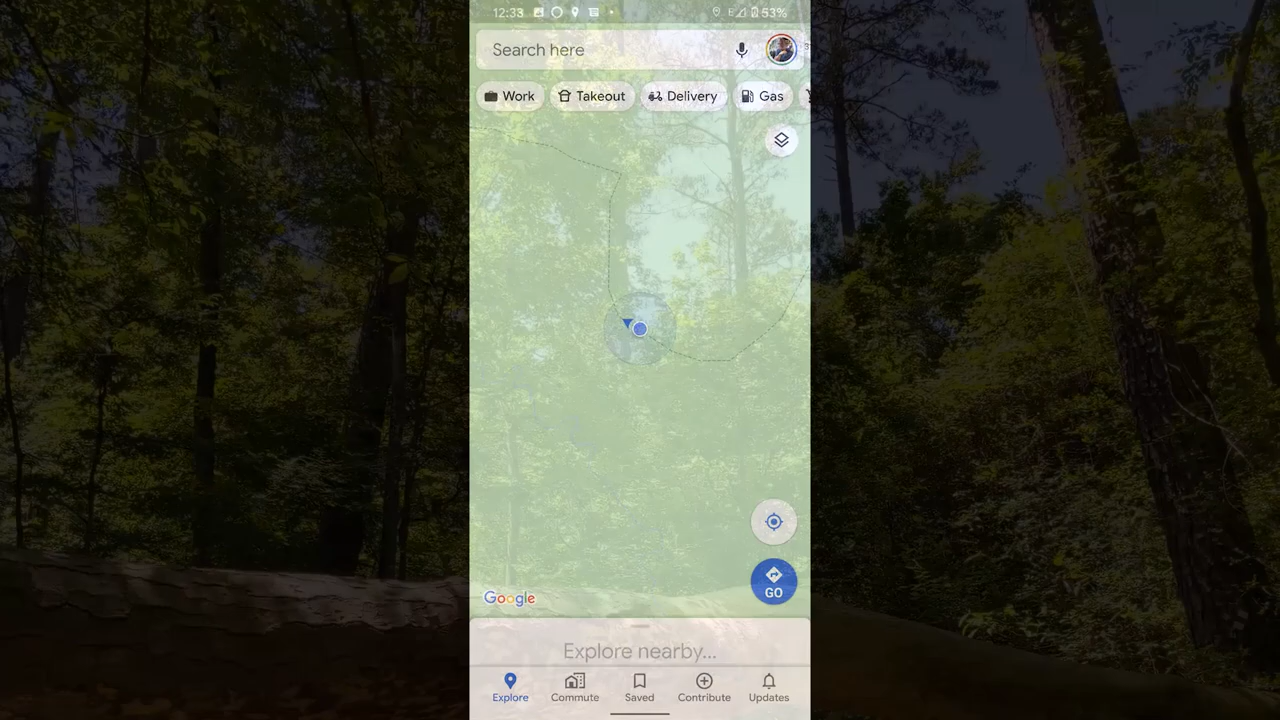 12:33 E 53%
Search here
Work Takeout Delivery Gas
GO
Google
Explore nearby...
Explore Commute Saved Contribute Updates